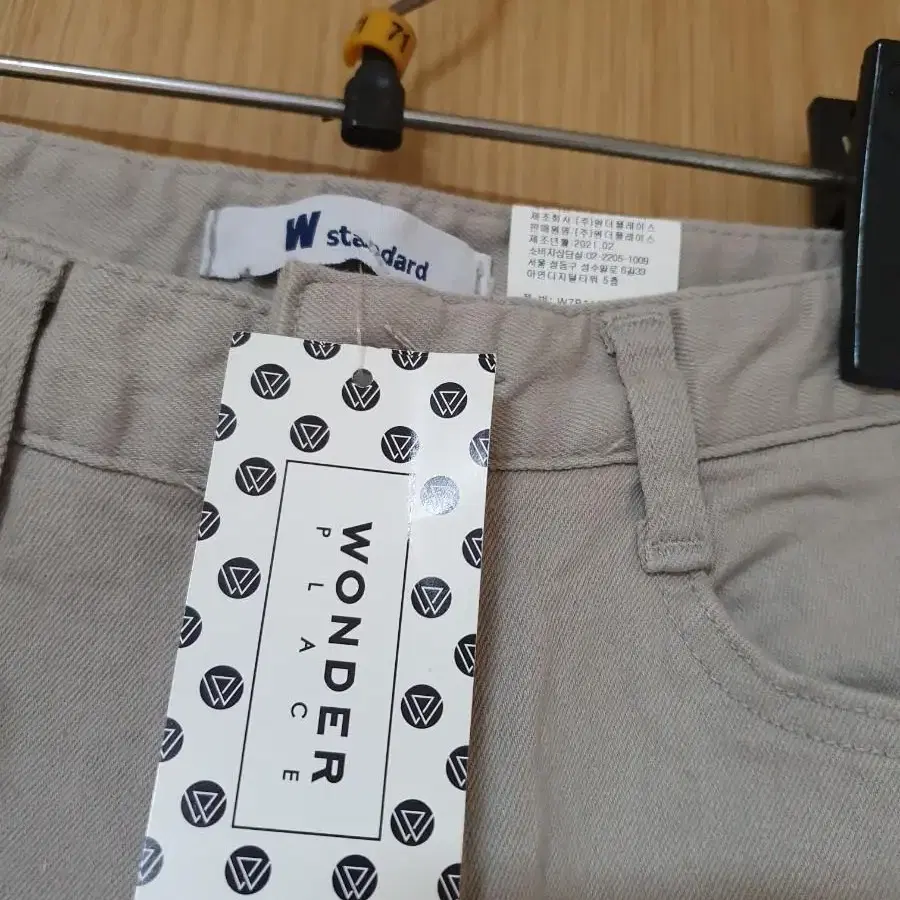 71
W standard
제조회사:(주)원더플레이스
판매원명:(주)원더플레이스
제조년월:2021.02
소비자상담실:02-2205-1009
서울 성동구 성수일로 6길33
아연디지털타워 5층
WONDER
PLACE